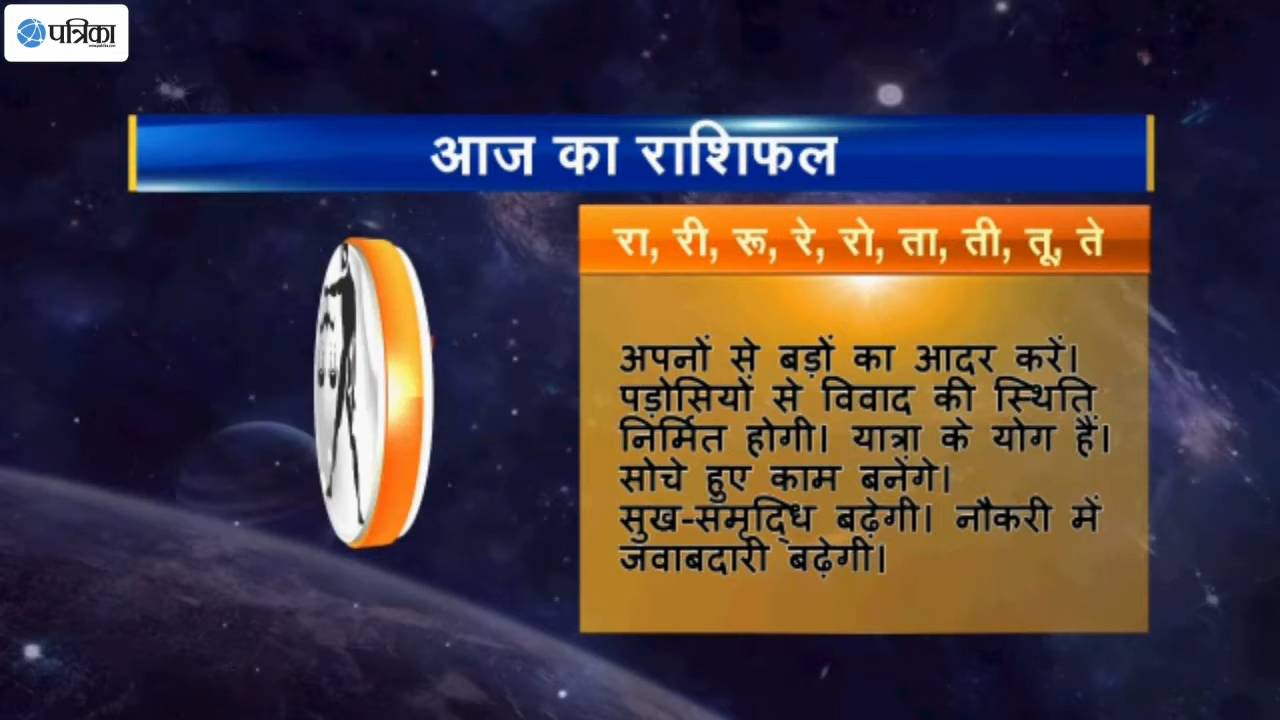 पत्रिका
आज का राशिफल
रा, री, रू, रे, रो, ता, ती, तू, ते
अपनों से बड़ों का आदर करें।
पड़ोसियों से विवाद की स्थिति
निर्मित होगी। यात्रा के योग हैं।
सोचे हुए काम बनेंगे।
सुख-समृद्धि बढ़ेगी। नौकरी में
जवाबदारी बढ़ेगी।